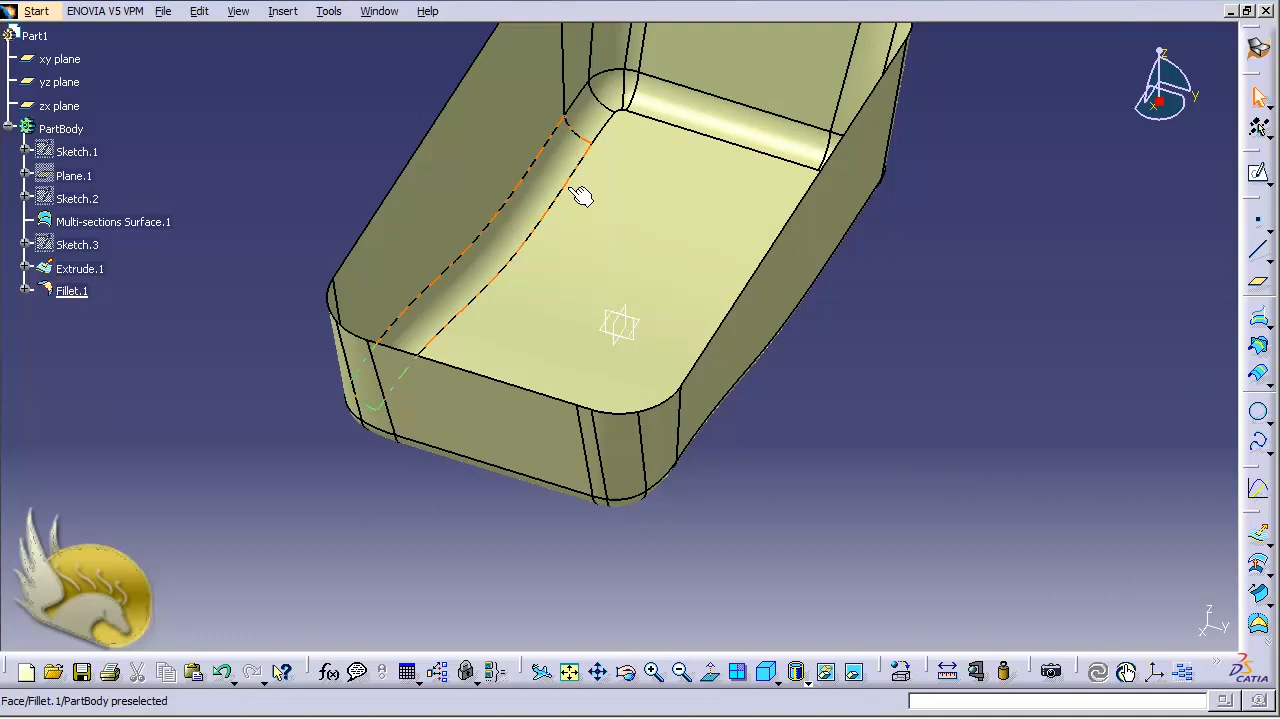 Start ENOVIA V5 VPM File Edit View Insert Tools Window Help
Part1
xy plane
yz plane
zx plane
PartBody
Sketch.1
Plane.1
Sketch.2
Multi-sections Surface.1
Sketch.3
Extrude.1
Fillet.1
z
y
x
z
y
x
f(x)
CATIA
Face/Fillet.1/PartBody preselected